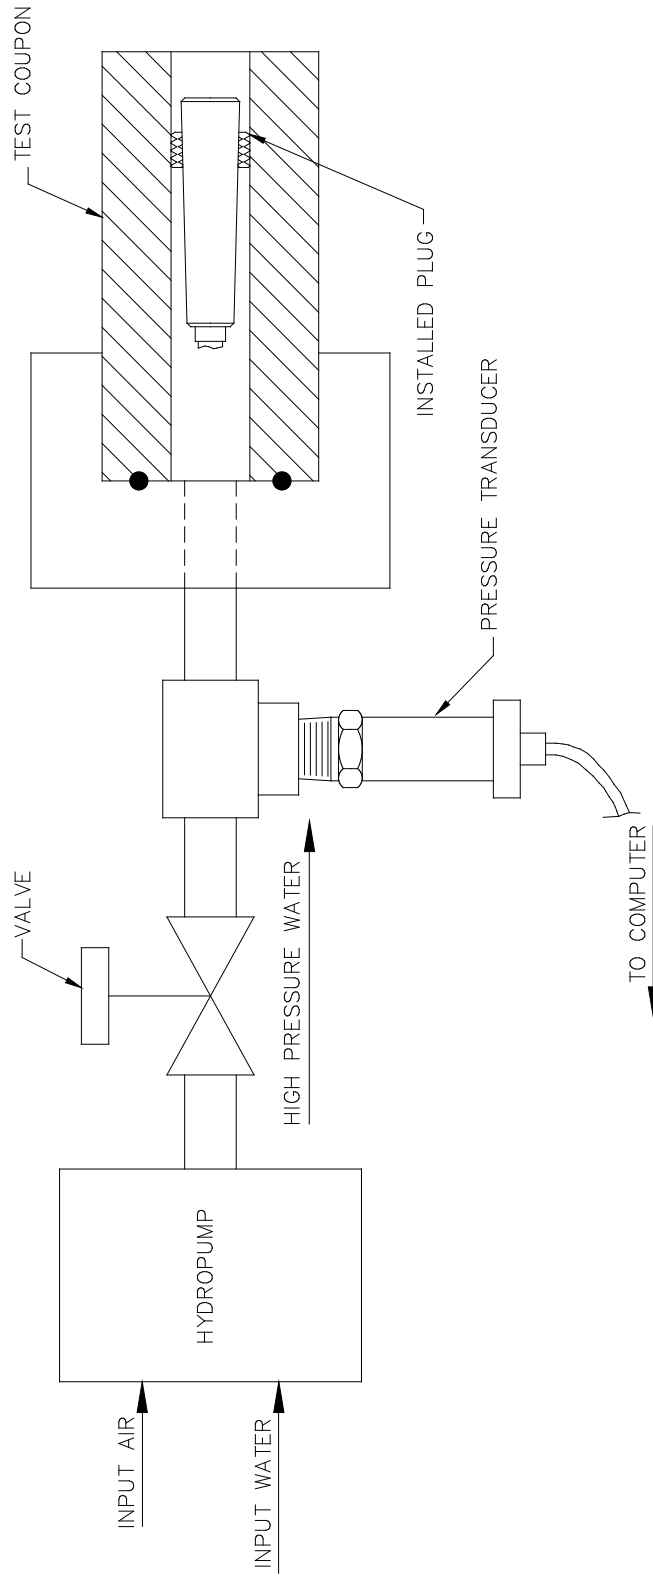 INPUT AIR
INPUT WATER
HYDROPUMP
VALVE
HIGH PRESSURE WATER
TO COMPUTER
PRESSURE TRANSDUCER
INSTALLED PLUG
TEST COUPON